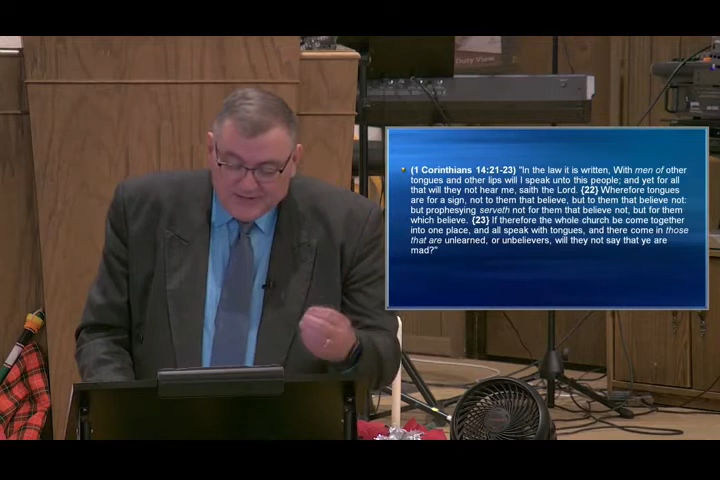 Duty View
(1 Corinthians 14:21-23) "In the law it is written, With men of other
tongues and other lips will I speak unto this people; and yet for all
that will they not hear me, saith the Lord. {22} Wherefore tongues
are for a sign, not to them that believe, but to them that believe not:
but prophesying serveth not for them that believe not, but for them
which believe. {23} If therefore the whole church be come together
into one place, and all speak with tongues, and there come in those
that are unlearned, or unbelievers, will they not say that ye are
mad?"